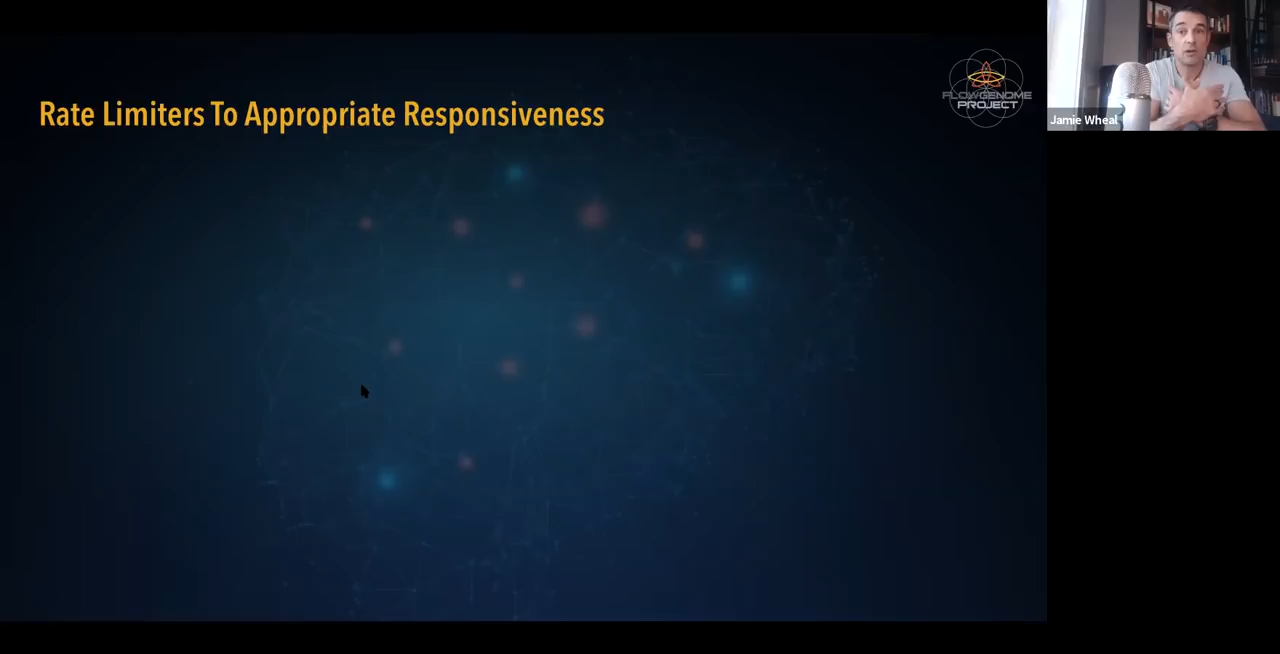 Rate Limiters To Appropriate Responsiveness
FLOWGENOME
PROJECT
Jamie Wheal